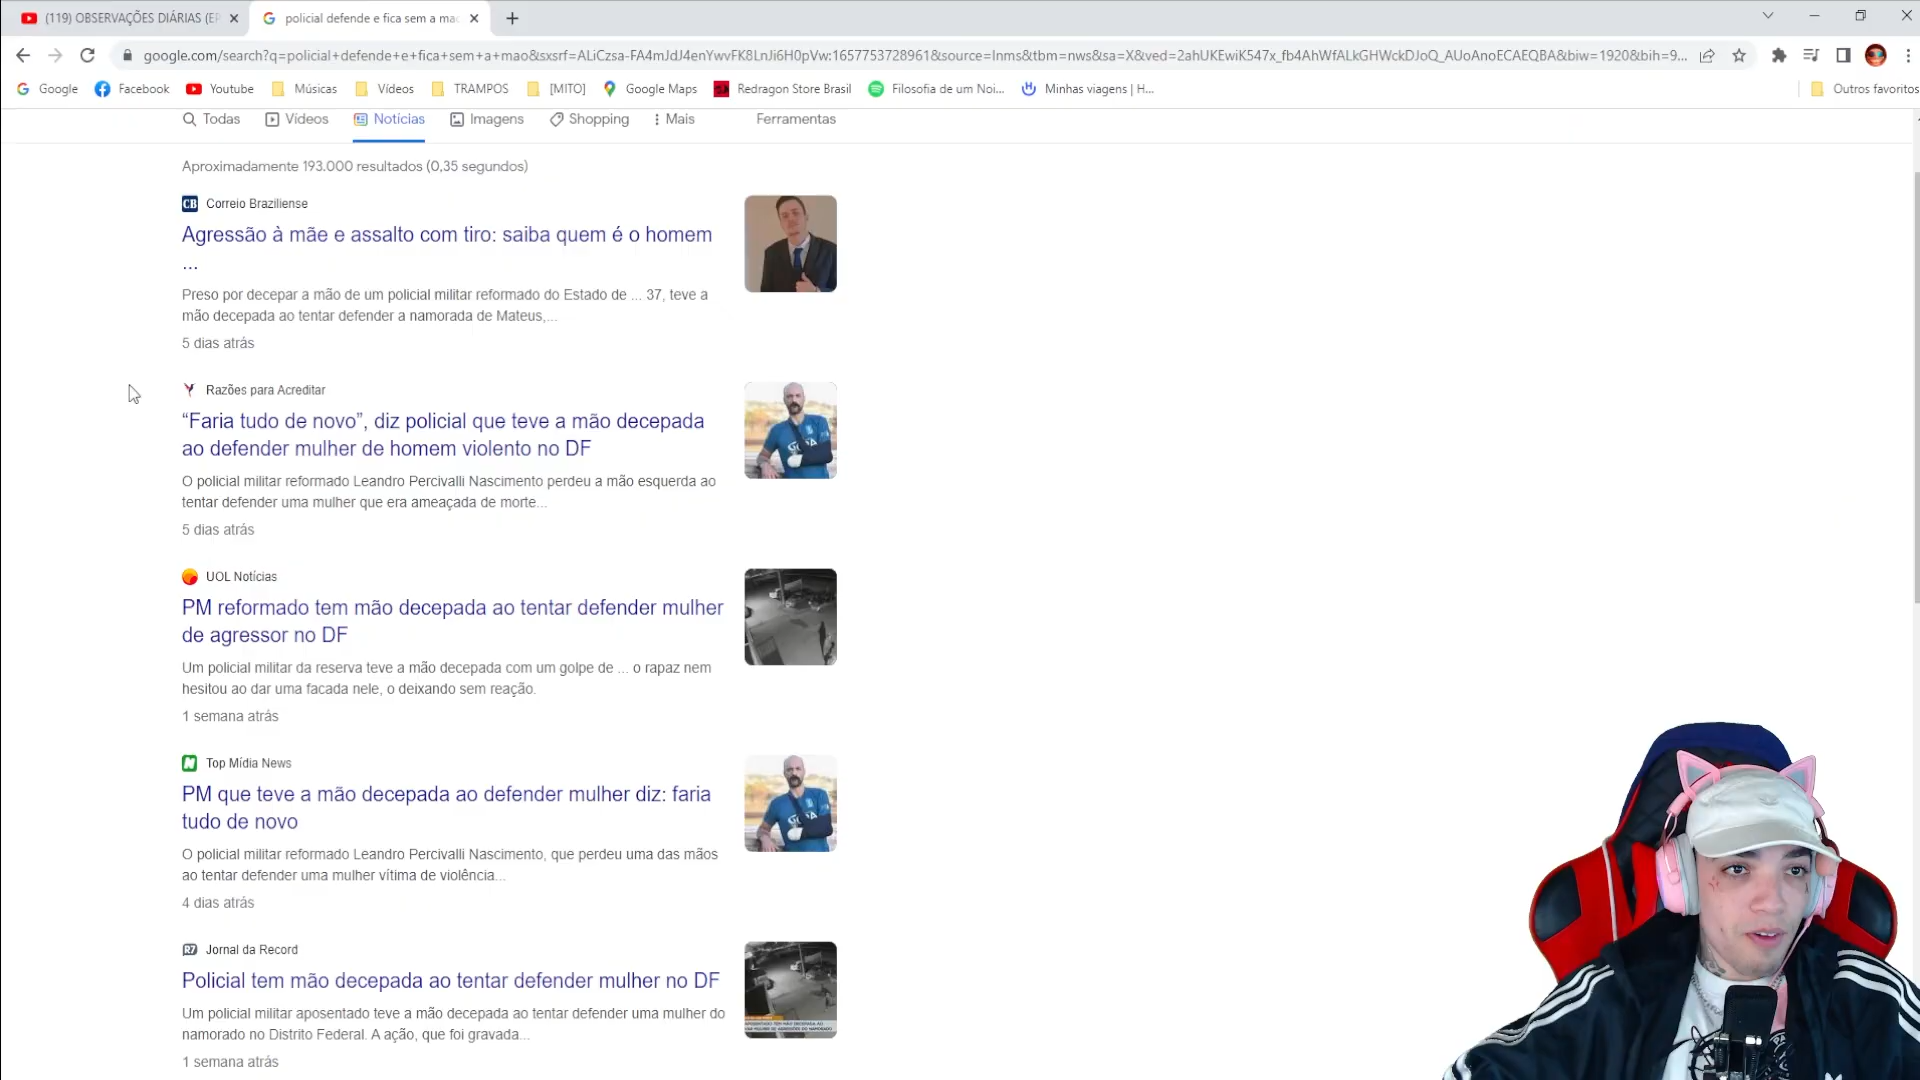 (119) OBSERVAÇÕES DIÁRIAS (EP
policial defende e fica sem a mao
google.com/search?q=policial+defende+e+fica+sem+a+mao&sxsrf=ALiCzsa-FA4mJdJ4enYwvFK8LnJi6H0pVw:1657753728961&source=lnms&tbm=nws&sa=X&ved=2ahUKEwiK547x_fb4AhWfALkGHWckDJoQ_AUoAnoECAEQBA&biw=1920&bih=9...
Google
Facebook
Youtube
Músicas
Vídeos
TRAMPOS
[MITO]
Google Maps
Redragon Store Brasil
Filosofia de um Noi...
Minhas viagens | H...
Outros favoritos
Todas
Vídeos
Notícias
Imagens
Shopping
Mais
Ferramentas
Aproximadamente 193.000 resultados (0,35 segundos)
CB Correio Braziliense
Agressão à mãe e assalto com tiro: saiba quem é o homem
...
Preso por decepar a mão de um policial militar reformado do Estado de ... 37, teve a
mão decepada ao tentar defender a namorada de Mateus,...
5 dias atrás
Razões para Acreditar
“Faria tudo de novo”, diz policial que teve a mão decepada
ao defender mulher de homem violento no DF
O policial militar reformado Leandro Percivalli Nascimento perdeu a mão esquerda ao
tentar defender uma mulher que era ameaçada de morte...
5 dias atrás
UOL Notícias
PM reformado tem mão decepada ao tentar defender mulher
de agressor no DF
Um policial militar da reserva teve a mão decepada com um golpe de ... o rapaz nem
hesitou ao dar uma facada nele, o deixando sem reação.
1 semana atrás
Top Mídia News
PM que teve a mão decepada ao defender mulher diz: faria
tudo de novo
O policial militar reformado Leandro Percivalli Nascimento, que perdeu uma das mãos
ao tentar defender uma mulher vítima de violência...
4 dias atrás
R7 Jornal da Record
Policial tem mão decepada ao tentar defender mulher no DF
Um policial militar aposentado teve a mão decepada ao tentar defender uma mulher do
namorado no Distrito Federal. A ação, que foi gravada...
1 semana atrás